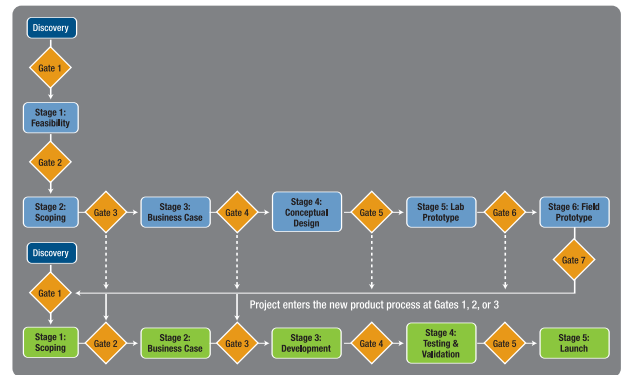 Discovery
Gate 1
Stage 1:
Feasibility
Gate 2
Stage 2:
Scoping
Gate 3
Stage 3:
Business Case
Gate 4
Stage 4:
Conceptual
Design
Gate 5
Stage 5: Lab
Prototype
Gate 6
Stage 6: Field
Prototype
Discovery
Gate 7
Gate 1
Project enters the new product process at Gates 1, 2, or 3
Stage 1:
Scoping
Gate 2
Stage 2:
Business Case
Gate 3
Stage 3:
Development
Gate 4
Stage 4:
Testing &
Validation
Gate 5
Stage 5:
Launch